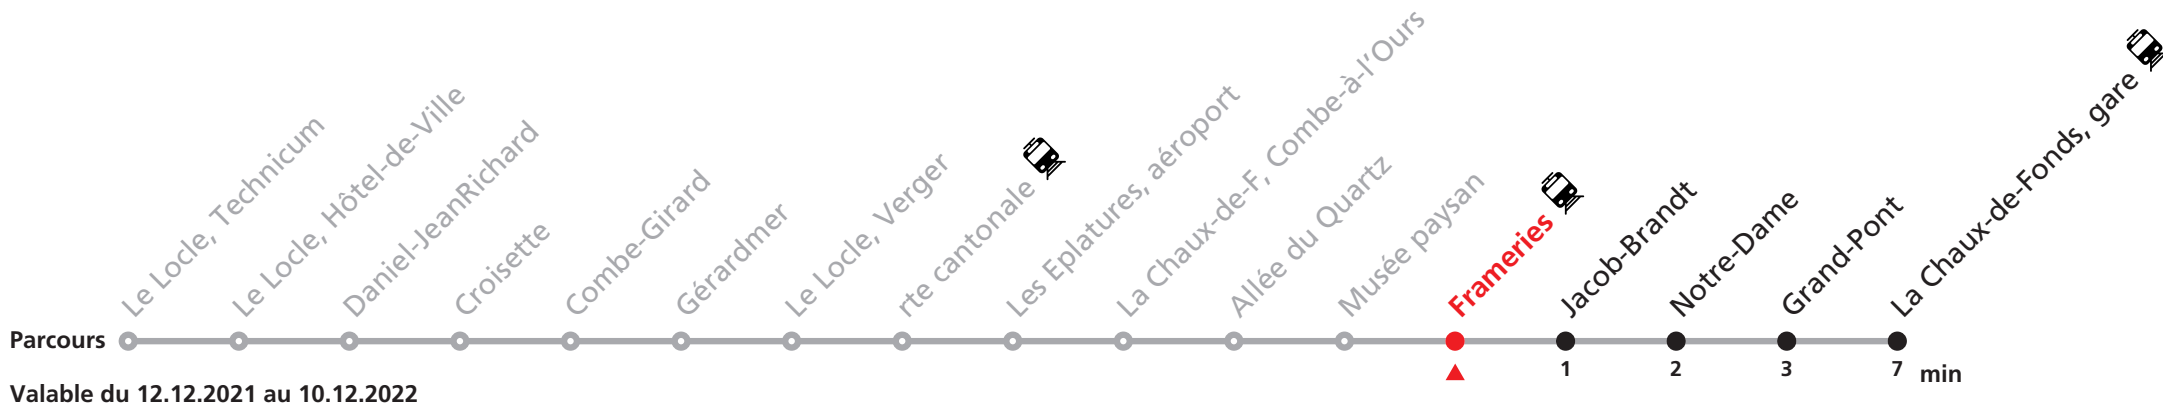 Le Locle, Technicum
Le Locle, Hôtel-de-Ville
Daniel-JeanRichard
Croisette
Combe-Girard
Gérardmer
Le Locle, Verger
rte cantonale
Les Eplatures, aéroport
La Chaux-de-F, Combe-à-l'Ours
Allée du Quartz
Musée paysan
Frameries
Jacob-Brandt
Notre-Dame
Grand-Pont
La Chaux-de-Fonds, gare
Parcours
1 2 3 7 min
Valable du 12.12.2021 au 10.12.2022